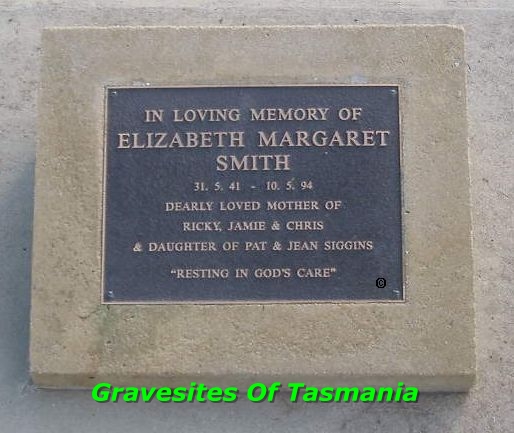 IN LOVING MEMORY OF
ELIZABETH MARGARET
SMITH
31. 5. 41 - 10. 5. 94
DEARLY LOVED MOTHER OF
RICKY, JAMIE & CHRIS
& DAUGHTER OF PAT & JEAN SIGGINS
"RESTING IN GOD'S CARE"
©
Gravesites Of Tasmania